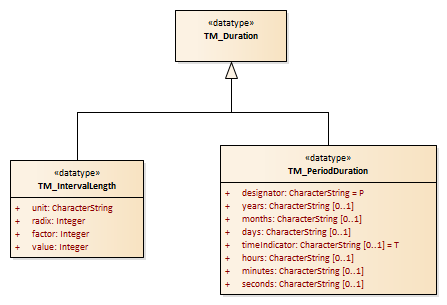 «datatype»
TM_Duration
«datatype»
TM_IntervalLength
+ unit: CharacterString
+ radix: Integer
+ factor: Integer
+ value: Integer
«datatype»
TM_PeriodDuration
+ designator: CharacterString = P
+ years: CharacterString [0..1]
+ months: CharacterString [0..1]
+ days: CharacterString [0..1]
+ timeIndicator: CharacterString [0..1] = T
+ hours: CharacterString [0..1]
+ minutes: CharacterString [0..1]
+ seconds: CharacterString [0..1]